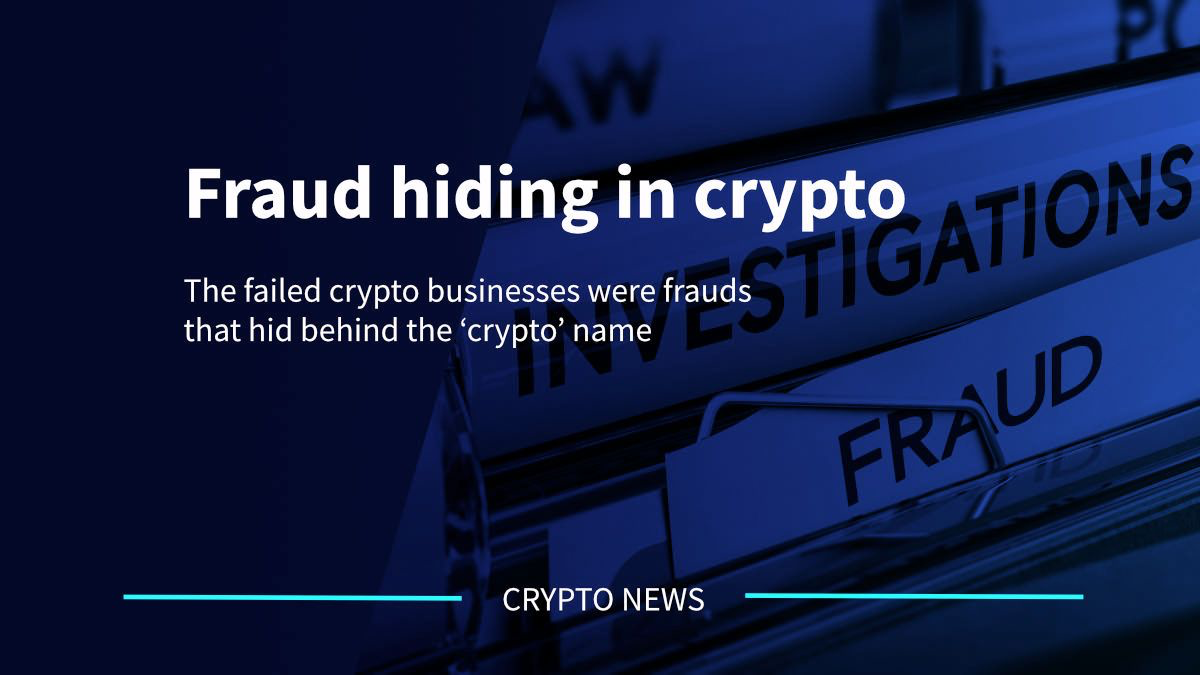 Fraud hiding in crypto
The failed crypto businesses were frauds
that hid behind the ‘crypto’ name
INVESTIGATIONS
FRAUD
CRYPTO NEWS